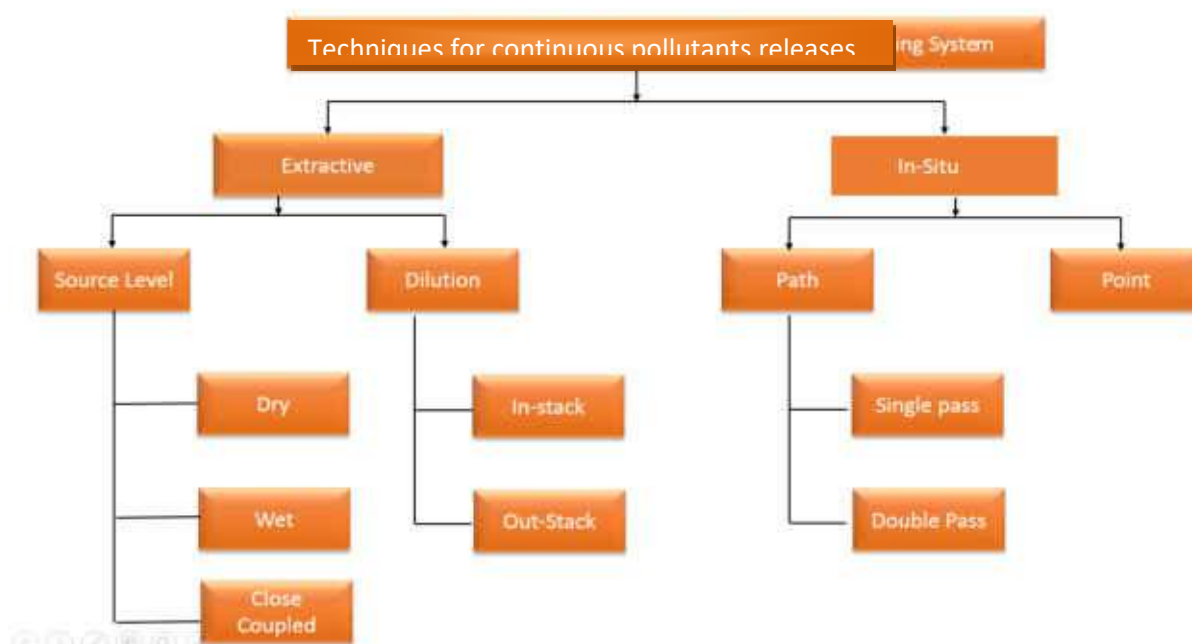 Techniques for continuous pollutants releases
ing System
Extractive
In-Situ
Source Level
Dilution
Path
Point
Dry
In-stack
Single pass
Wet
Out-Stack
Double Pass
Close
Coupled